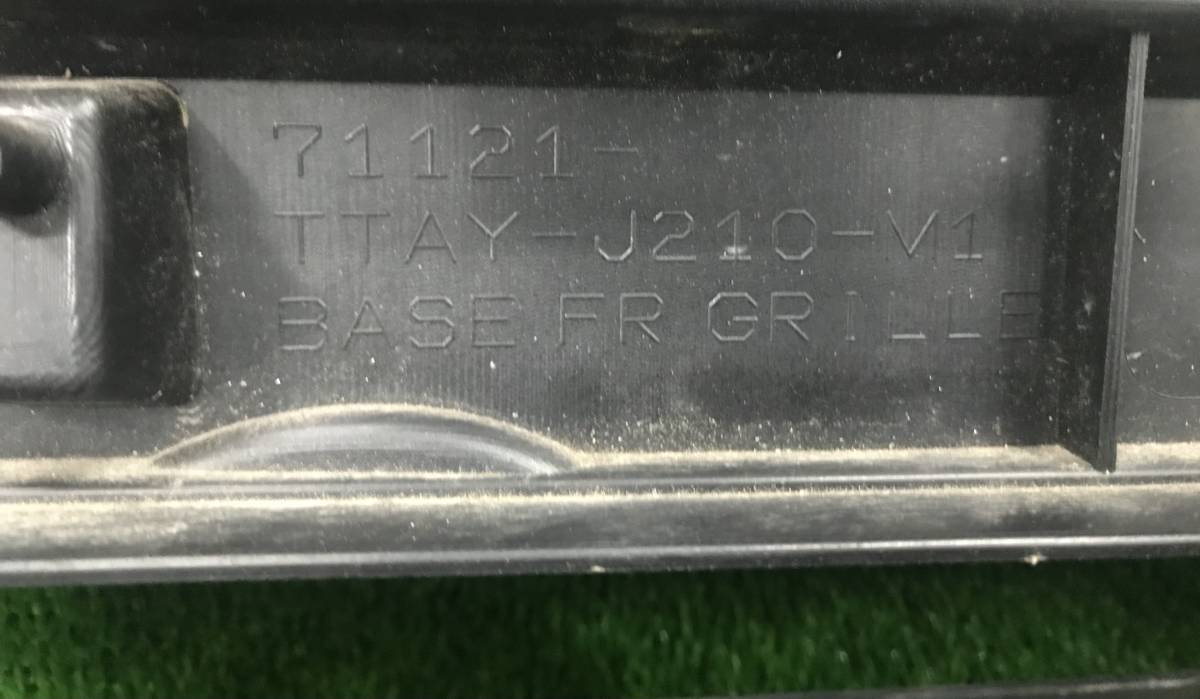 71121-
TTAY-J210-M1
BASE FR GRILLE